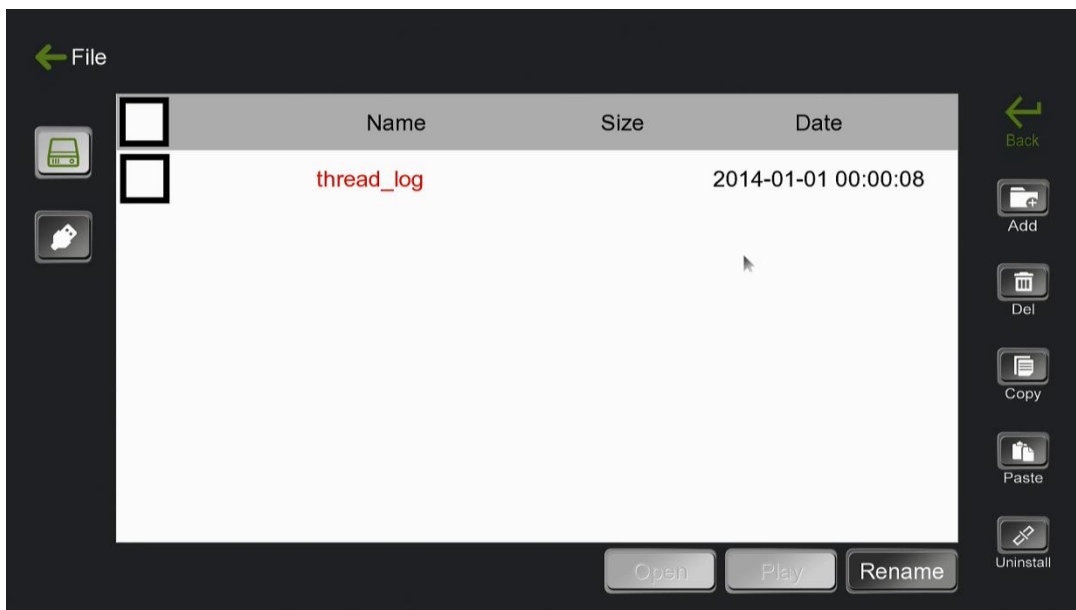 File
Name Size Date
Back
thread_log 2014-01-01 00:00:08
Add
Del
Copy
Paste
Uninstall
Open Play Rename